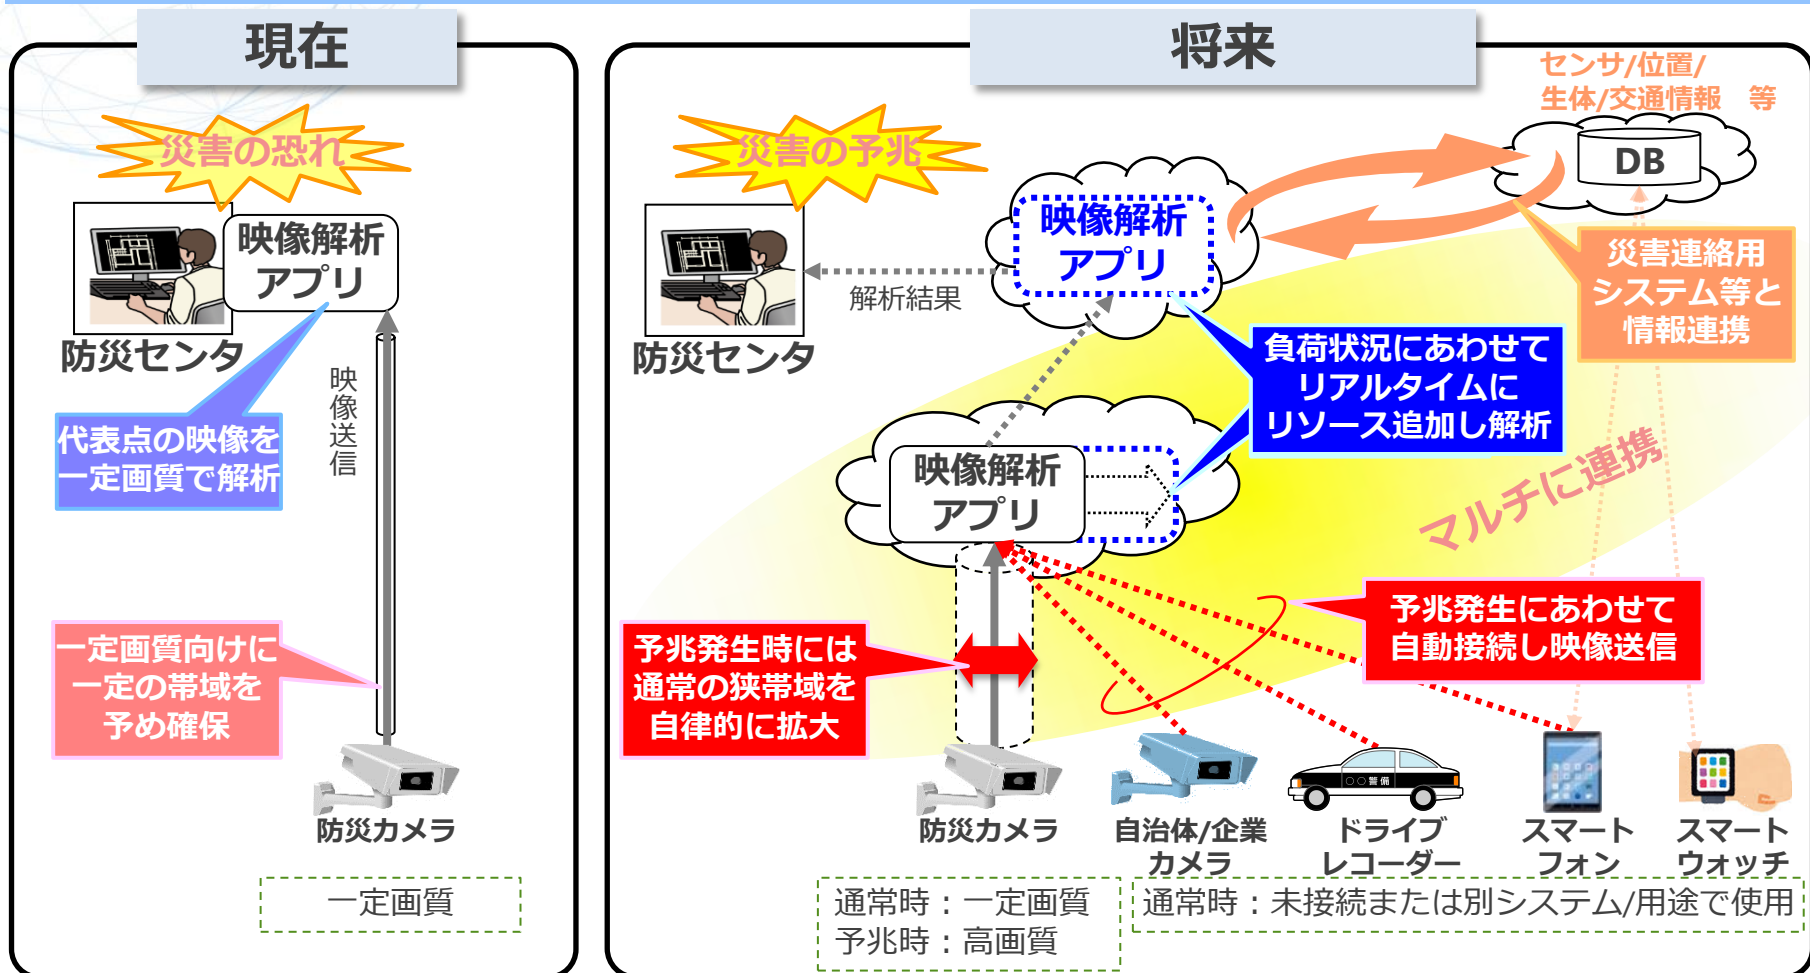 現在
災害の恐れ
映像解析
アプリ
防災センタ
映像送信
代表点の映像を
一定画質で解析
一定画質向けに
一定の帯域を
予め確保
防災カメラ
一定画質
将来
センサ/位置/
生体/交通情報 等
DB
災害の予兆
映像解析
アプリ
解析結果
防災センタ
災害連絡用
システム等と
情報連携
負荷状況にあわせて
リアルタイムに
リソース追加し解析
マルチに連携
映像解析
アプリ
予兆発生時には
通常の狭帯域を
自律的に拡大
予兆発生にあわせて
自動接続し映像送信
○○警備
防災カメラ
自治体/企業
カメラ
ドライブ
レコーダー
スマート
フォン
スマート
ウォッチ
通常時：一定画質
予兆時：高画質
通常時：未接続または別システム/用途で使用